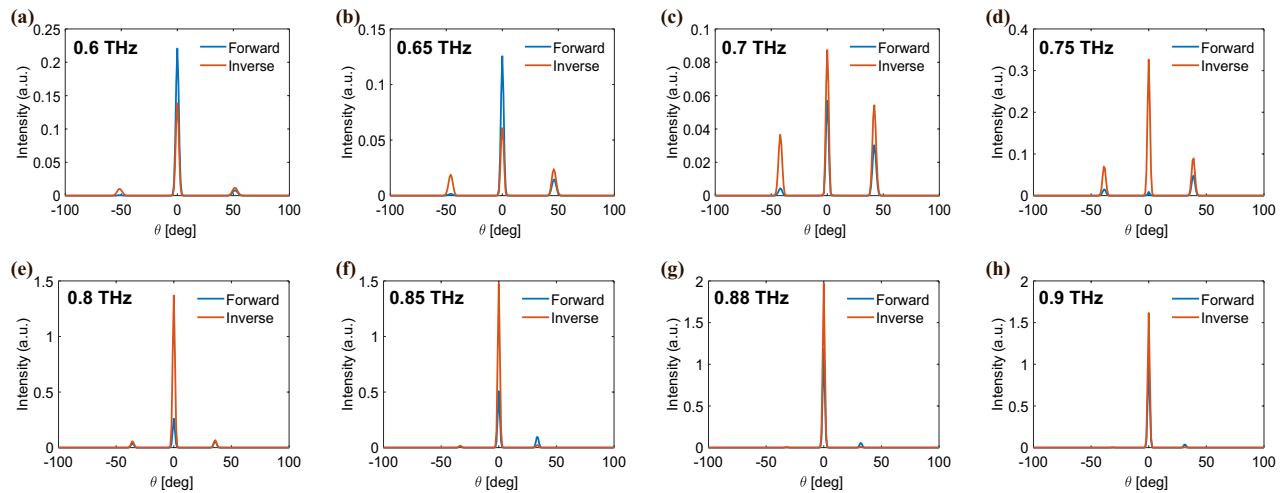 (a)
0.6 THz
Forward
Inverse
0.25
0.2
0.15
0.1
0.05
0
-100
-50
0
50
100
Intensity (a.u.)
θ [deg]
(b)
0.65 THz
Forward
Inverse
0.15
0.1
0.05
0
-100
-50
0
50
100
Intensity (a.u.)
θ [deg]
(c)
0.7 THz
Forward
Inverse
0.1
0.08
0.06
0.04
0.02
0
-100
-50
0
50
100
Intensity (a.u.)
θ [deg]
(d)
0.75 THz
Forward
Inverse
0.4
0.3
0.2
0.1
0
-100
-50
0
50
100
Intensity (a.u.)
θ [deg]
(e)
0.8 THz
Forward
Inverse
1.5
1
0.5
0
-100
-50
0
50
100
Intensity (a.u.)
θ [deg]
(f)
0.85 THz
Forward
Inverse
1.5
1
0.5
0
-100
-50
0
50
100
Intensity (a.u.)
θ [deg]
(g)
0.88 THz
Forward
Inverse
2
1.5
1
0.5
0
-100
-50
0
50
100
Intensity (a.u.)
θ [deg]
(h)
0.9 THz
Forward
Inverse
2
1.5
1
0.5
0
-100
-50
0
50
100
Intensity (a.u.)
θ [deg]